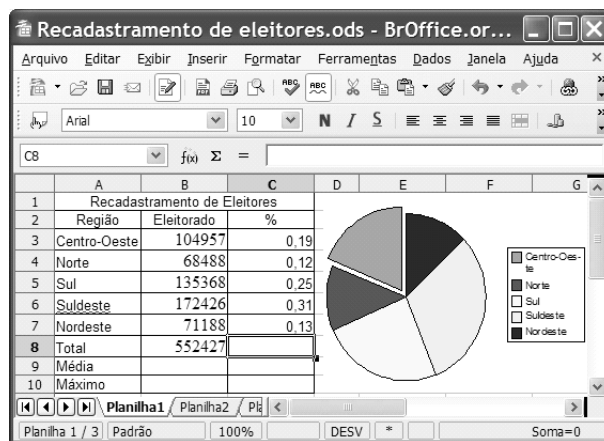 Recadastramento de eleitores.ods - BrOffice.or...
Arquivo Editar Exibir Inserir Formatar Ferramentas Dados Janela Ajuda
ABC ABC
Arial 10 N I S
C8 f(x) Σ =
A B C D E F G
1 Recadastramento de Eleitores
2 Região Eleitorado %
3 Centro-Oeste 104957 0,19
4 Norte 68488 0,12
5 Sul 135368 0,25
6 Suldeste 172426 0,31
7 Nordeste 71188 0,13
8 Total 552427
9 Média
10 Máximo
Centro-Oes-
te
Norte
Sul
Suldeste
Nordeste
Planilha1 Planilha2 Pla
Planilha 1 / 3 Padrão 100% DESV * Soma=0